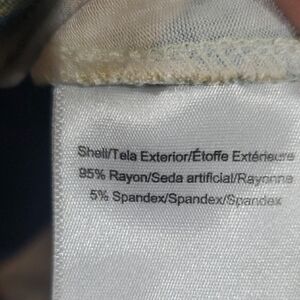 Shell/Tela Exterior/Étoffe Extérieure
95% Rayon/Seda artificial/Rayonne
5% Spandex/Spandex/Spandex